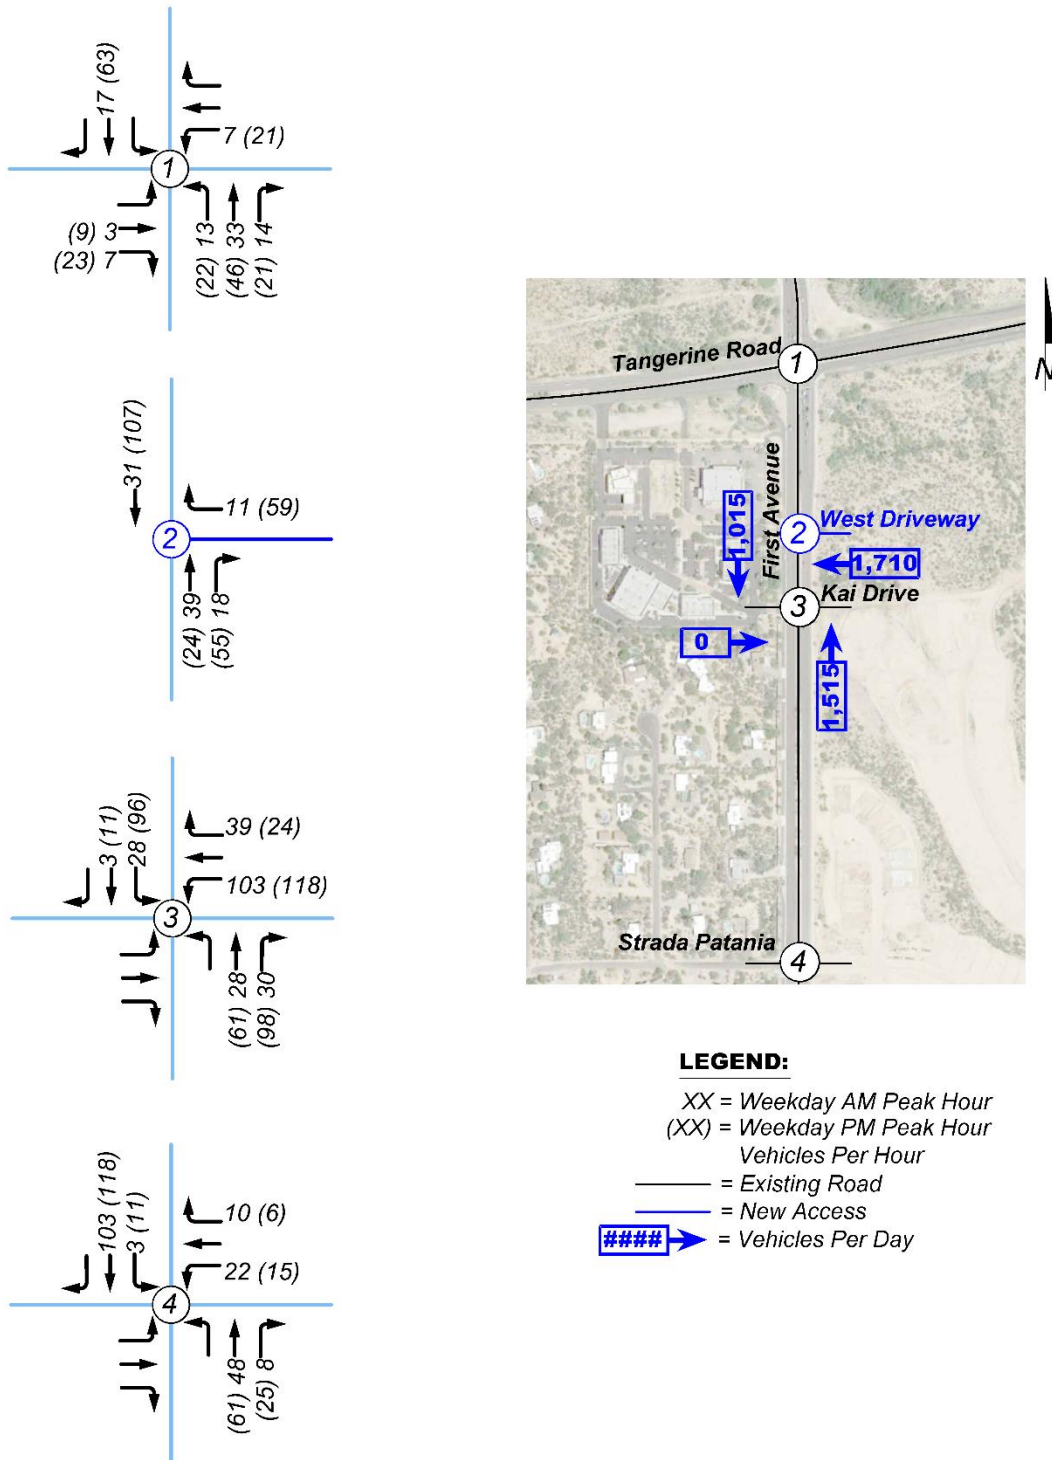 17 (63)
7 (21)
1
(9) 3
(23) 7
(22) 13
(46) 33
(21) 14
31 (107)
11 (59)
2
(24) 39
(55) 18
3 (11)
28 (96)
39 (24)
103 (118)
3
(61) 28
(98) 30
103 (118)
3 (11)
10 (6)
22 (15)
4
(61) 48
(25) 8
Tangerine Road
1
N
First Avenue
1,015
2
West Driveway
1,710
3
Kai Drive
0
1,515
Strada Patania
4
LEGEND:
XX = Weekday AM Peak Hour
(XX) = Weekday PM Peak Hour
Vehicles Per Hour
= Existing Road
= New Access
#### = Vehicles Per Day